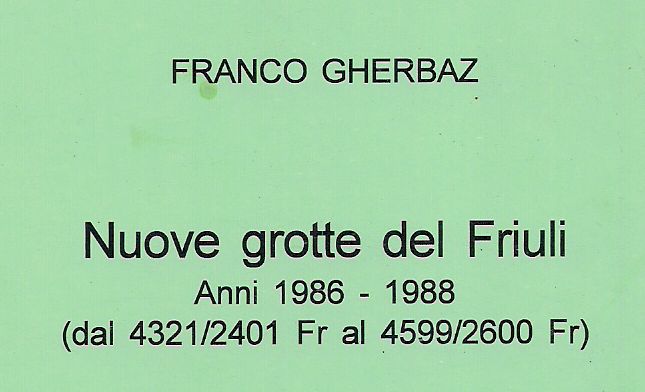 FRANCO GHERBAZ
Nuove grotte del Friuli
Anni 1986 - 1988
(dal 4321/2401 Fr al 4599/2600 Fr)